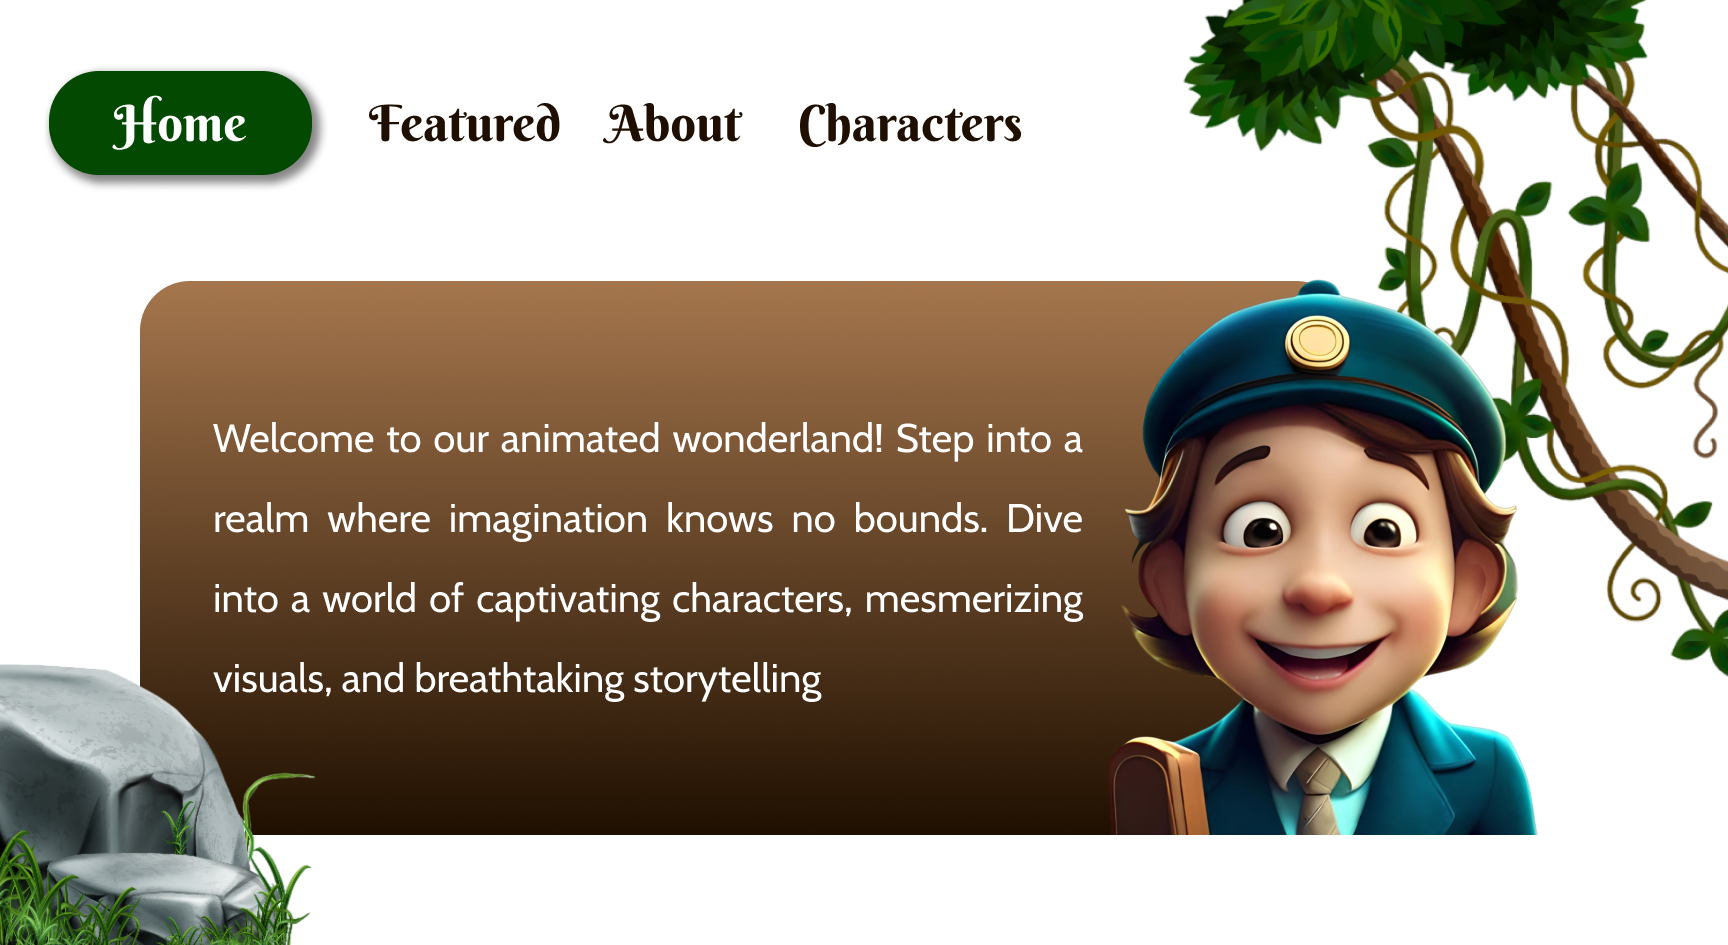 Home Featured About Characters
Welcome to our animated wonderland! Step into a
realm where imagination knows no bounds. Dive
into a world of captivating characters, mesmerizing
visuals, and breathtaking storytelling